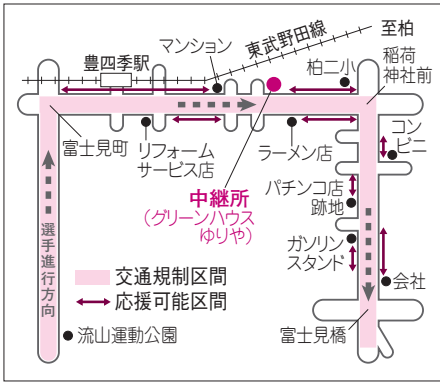 マンション
東武野田線
至柏
豊四季駅
柏二小
稲荷
神社前
富士見町
リフォーム
サービス店
ラーメン店
コン
ビニ
中継所
(グリーンハウス
ゆりや)
パチンコ店
跡地
選手進行方向
ガソリン
スタンド
交通規制区間
応援可能区間
会社
流山運動公園
富士見橋